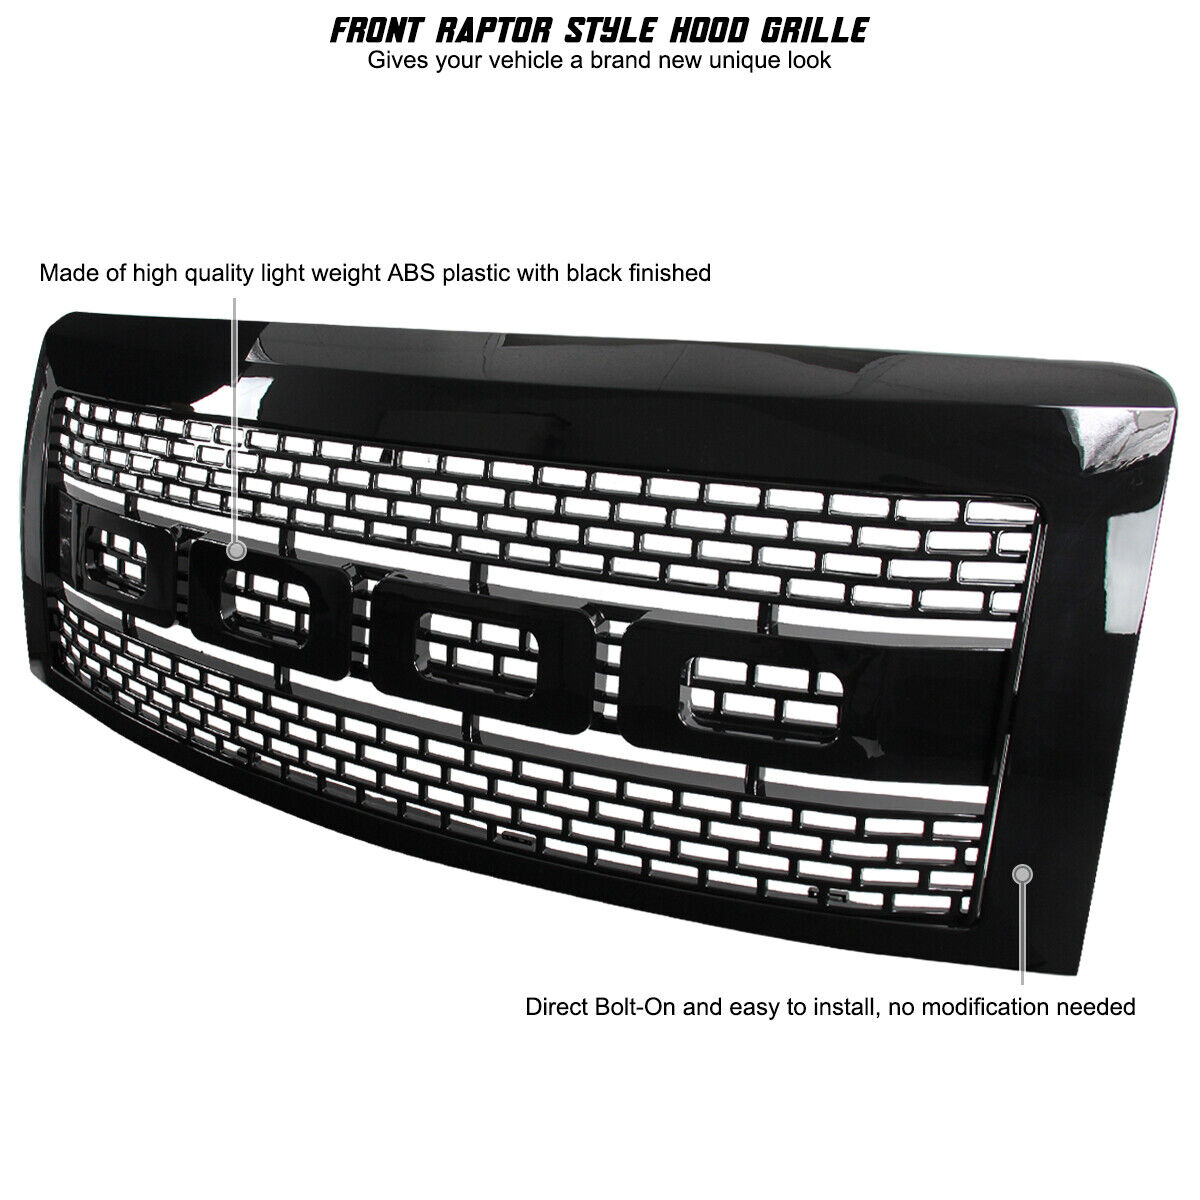 FRONT RAPTOR STYLE HOOD GRILLE
Gives your vehicle a brand new unique look
Made of high quality light weight ABS plastic with black finished
Direct Bolt-On and easy to install, no modification needed